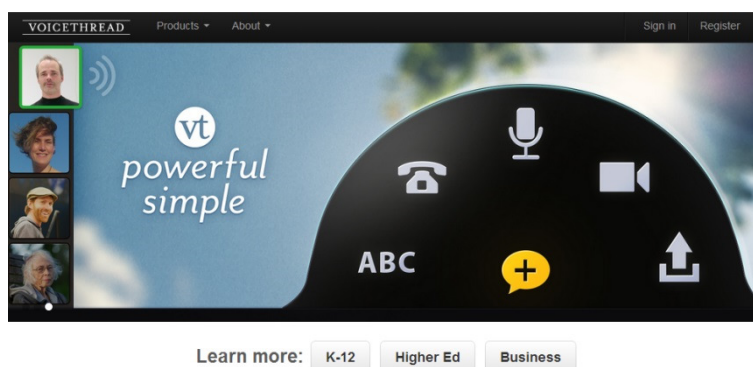 VOICETHREAD Products About Sign in Register
vt
powerful
simple
ABC
Learn more: K-12 Higher Ed Business